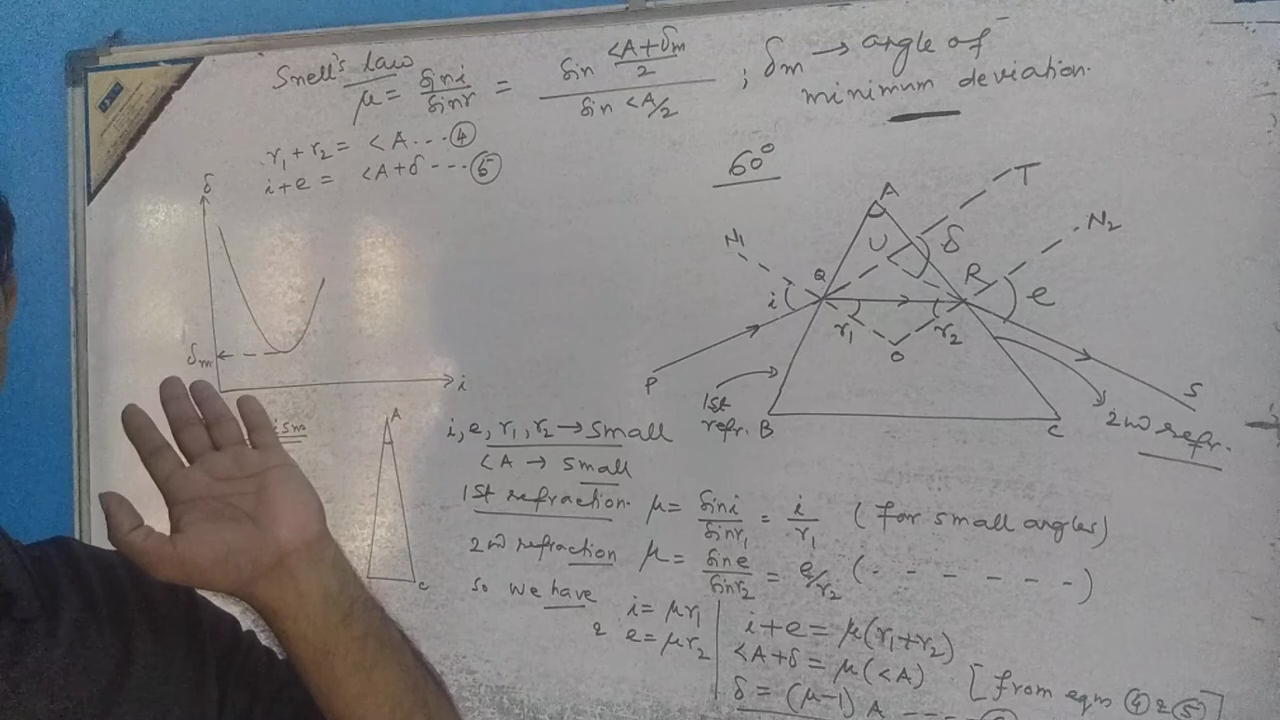 Snell's law
μ = sin i / sin r = sin <A+δm/2 / sin <A/2 ; δm → angle of
minimum deviation.
r1 + r2 = <A ... ④
i+e = <A+δ --- ⑤
60°
δ
δm
i
A
T
N1
N2
U
δ
Q
R
i
e
r1
r2
O
P
S
1st
refr.
B
C
2nd refr.
ism
A
C
i, e, r1, r2 → small
<A → small
1st refraction. μ = sin i / sin r1 = i / r1 (for small angles)
2nd refraction μ = sin e / sin r2 = e/r2 (- - - - - - -)
So we have
i = μr1
e = μr2
i+e = μ(r1+r2)
<A+δ = μ(<A) [from eqns ④ & ⑤]
δ = (μ-1) A ----